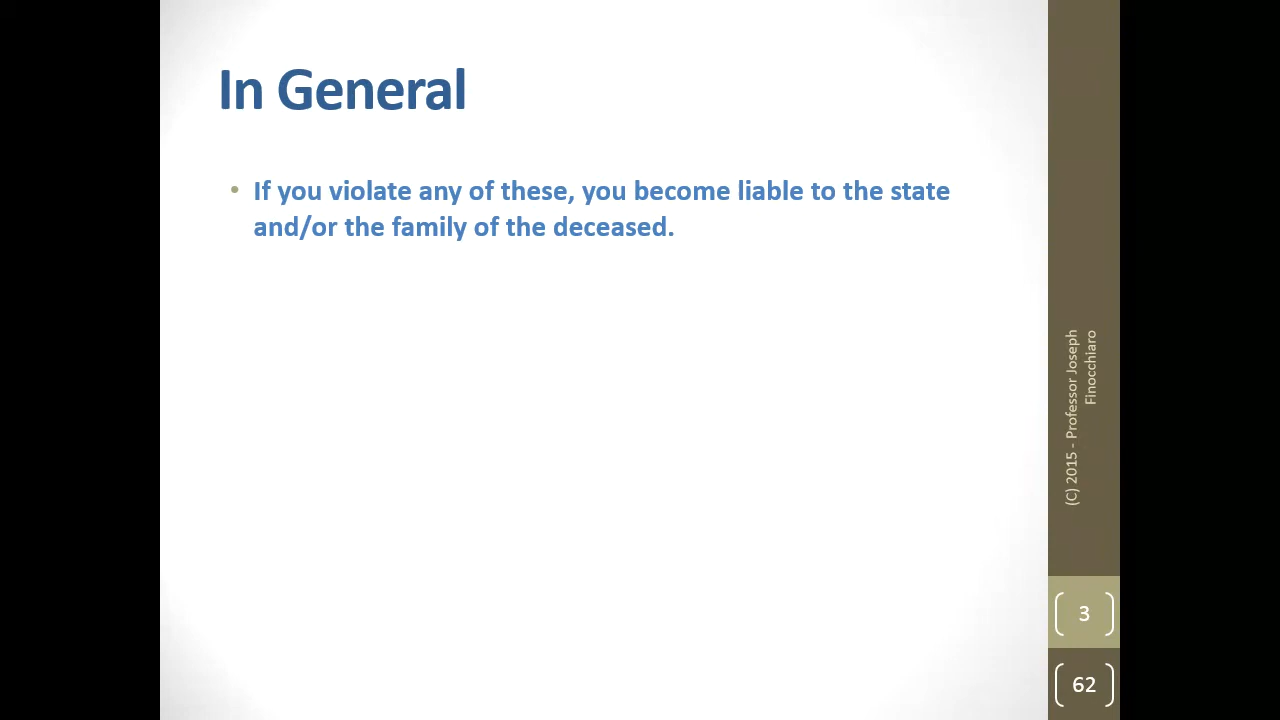 In General
• If you violate any of these, you become liable to the state
and/or the family of the deceased.
(C) 2015 - Professor Joseph
Finocchiaro
3
62